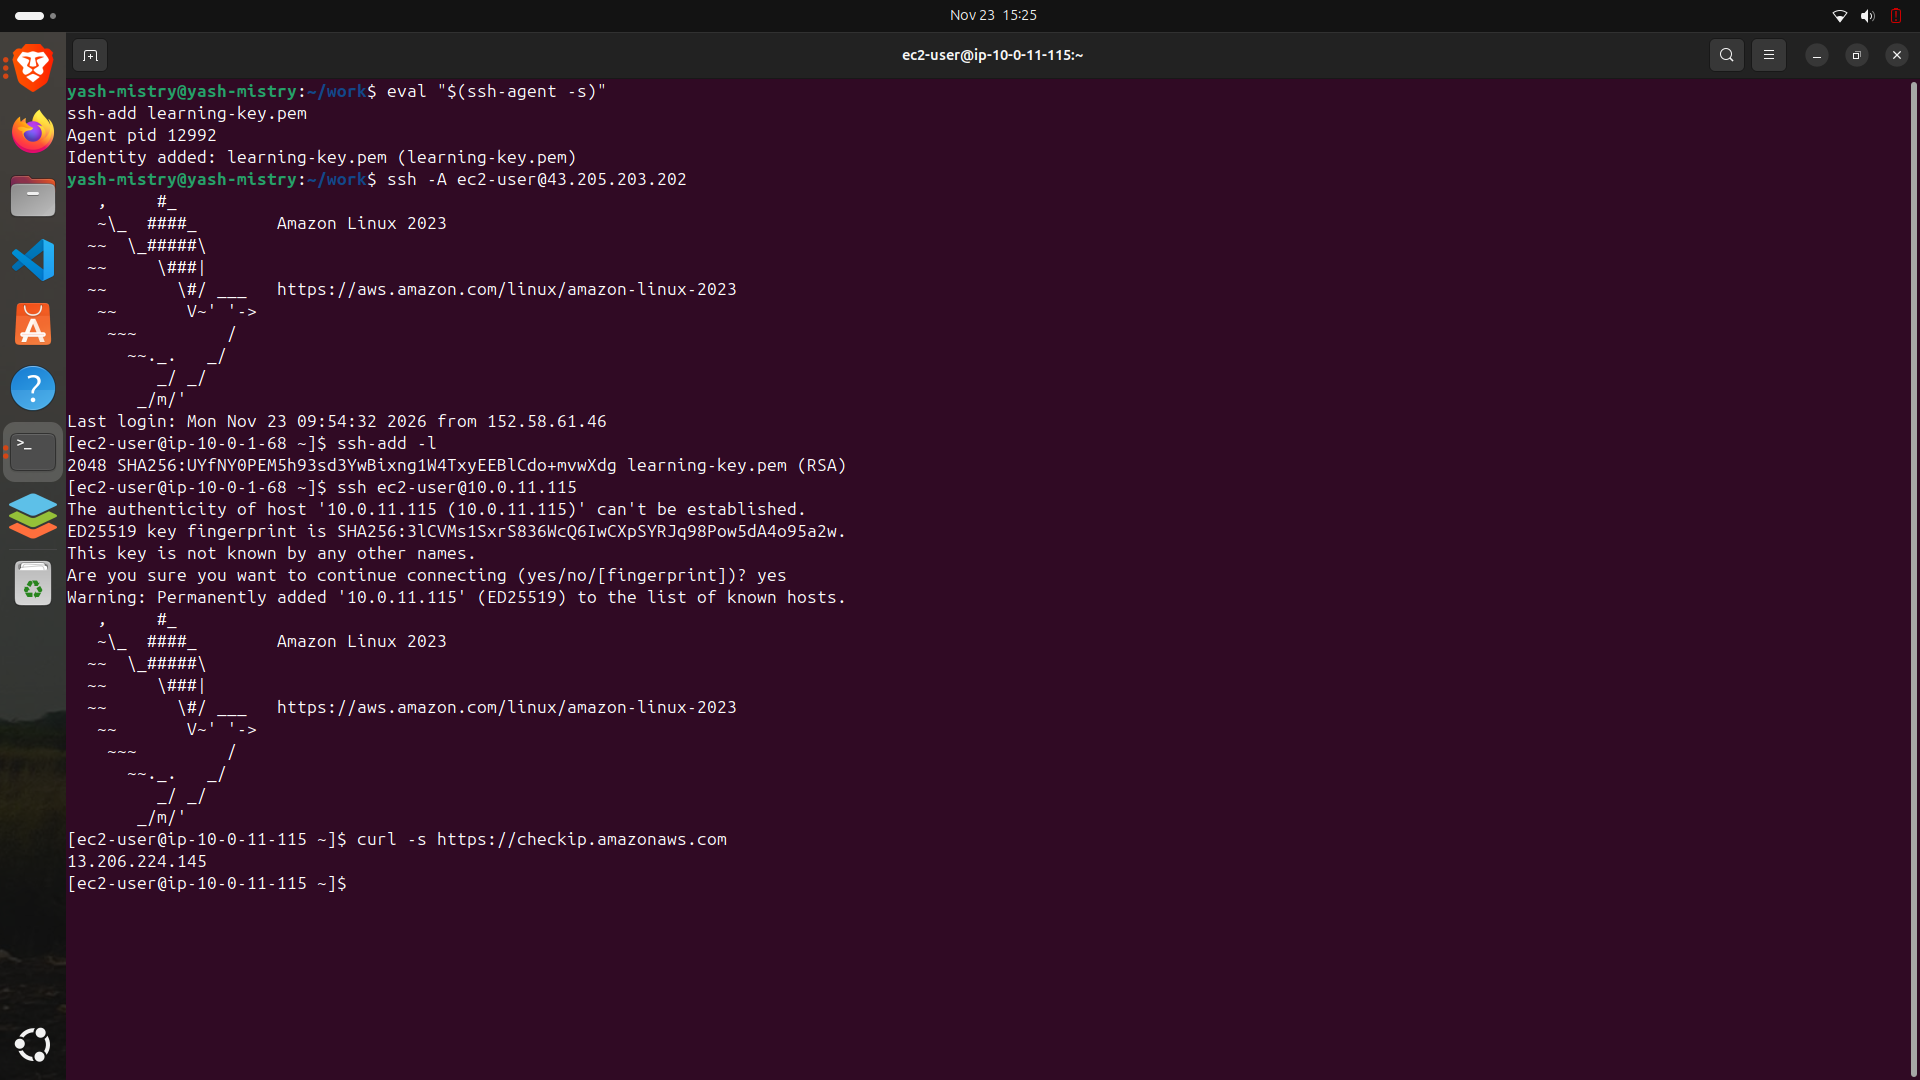 Nov 23 15:25
ec2-user@ip-10-0-11-115:~
yash-mistry@yash-mistry:~/work$ eval "$(ssh-agent -s)"
ssh-add learning-key.pem
Agent pid 12992
Identity added: learning-key.pem (learning-key.pem)
yash-mistry@yash-mistry:~/work$ ssh -A ec2-user@43.205.203.202
   ,     #_
   ~\_  ####_        Amazon Linux 2023
  ~~  \_#####\
  ~~     \###|
  ~~       \#/ ___   https://aws.amazon.com/linux/amazon-linux-2023
   ~~       V~' '->
    ~~~         /
      ~~._.   _/
         _/ _/
       _/m/'
Last login: Mon Nov 23 09:54:32 2026 from 152.58.61.46
[ec2-user@ip-10-0-1-68 ~]$ ssh-add -l
2048 SHA256:UYfNY0PEM5h93sd3YwBixng1W4TxyEEBlCdo+mvwXdg learning-key.pem (RSA)
[ec2-user@ip-10-0-1-68 ~]$ ssh ec2-user@10.0.11.115
The authenticity of host '10.0.11.115 (10.0.11.115)' can't be established.
ED25519 key fingerprint is SHA256:3lCVMs1SxrS836WcQ6IwCXpSYRJq98Pow5dA4o95a2w.
This key is not known by any other names.
Are you sure you want to continue connecting (yes/no/[fingerprint])? yes
Warning: Permanently added '10.0.11.115' (ED25519) to the list of known hosts.
   ,     #_
   ~\_  ####_        Amazon Linux 2023
  ~~  \_#####\
  ~~     \###|
  ~~       \#/ ___   https://aws.amazon.com/linux/amazon-linux-2023
   ~~       V~' '->
    ~~~         /
      ~~._.   _/
         _/ _/
       _/m/'
[ec2-user@ip-10-0-11-115 ~]$ curl -s https://checkip.amazonaws.com
13.206.224.145
[ec2-user@ip-10-0-11-115 ~]$